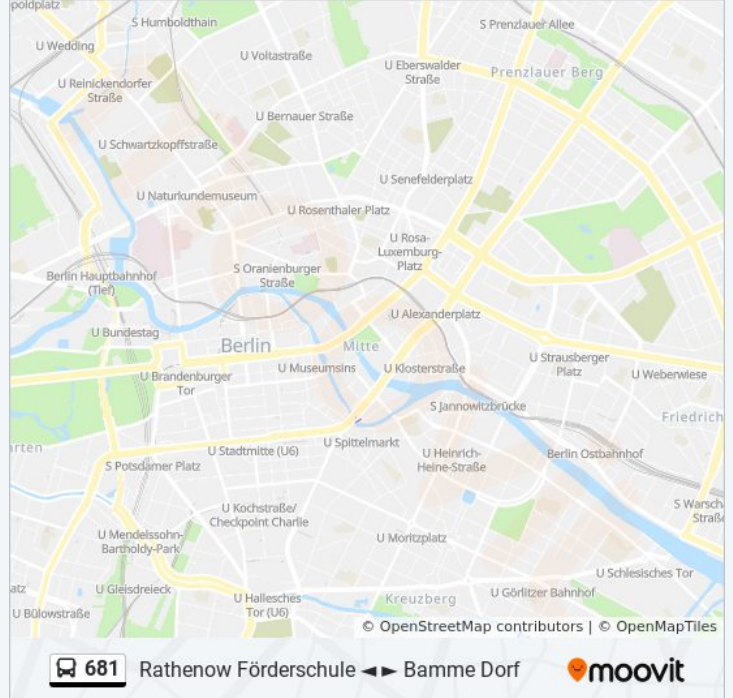 poldplatz
S Humboldthain
S Prenzlauer Allee
U Wedding
U Voltastraße
U Eberswalder
Straße
Prenzlauer Berg
U Reinickendorfer
Straße
U Bernauer Straße
U Schwartzkopffstraße
U Senefelderplatz
U Naturkundemuseum
U Rosenthaler Platz
U Rosa-
Luxemburg-
Platz
Berlin Hauptbahnhof
(Tief)
S Oranienburger
Straße
U Alexanderplatz
U Bundestag
Berlin
Mitte
U Strausberger
Platz
U Museumsins
U Klosterstraße
U Weberwiese
U Brandenburger
Tor
S Jannowitzbrücke
Friedrich
rten
U Stadtmitte (U6)
U Spittelmarkt
U Heinrich-
Heine-Straße
Berlin Ostbahnhof
S Potsdamer Platz
S Warsch
Straße
U Kochstraße/
Checkpoint Charlie
U Mendelssohn-
Bartholdy-Park
U Moritzplatz
U Schlesisches Tor
atz
U Gleisdreieck
U Hallesches
Tor (U6)
Kreuzberg
U Görlitzer Bahnhof
U Bülowstraße
© OpenStreetMap contributors | © OpenMapTiles
681 Rathenow Förderschule ◄ ► Bamme Dorf
moovit